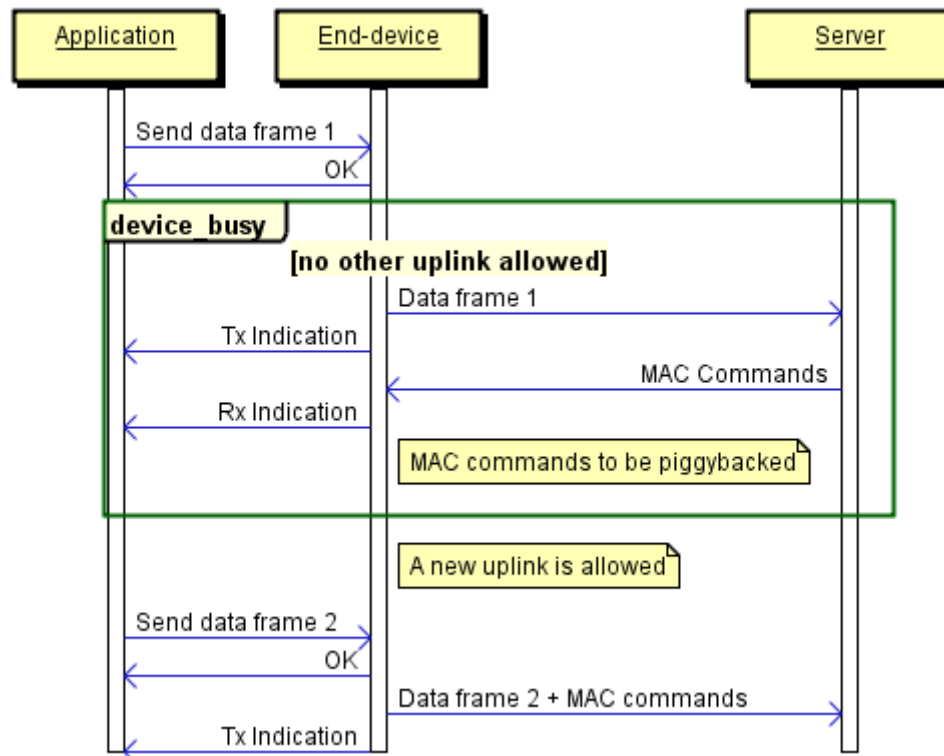 Application
End-device
Server
Send data frame 1
OK
device_busy
[no other uplink allowed]
Data frame 1
Tx Indication
MAC Commands
Rx Indication
MAC commands to be piggybacked
A new uplink is allowed
Send data frame 2
OK
Data frame 2 + MAC commands
Tx Indication